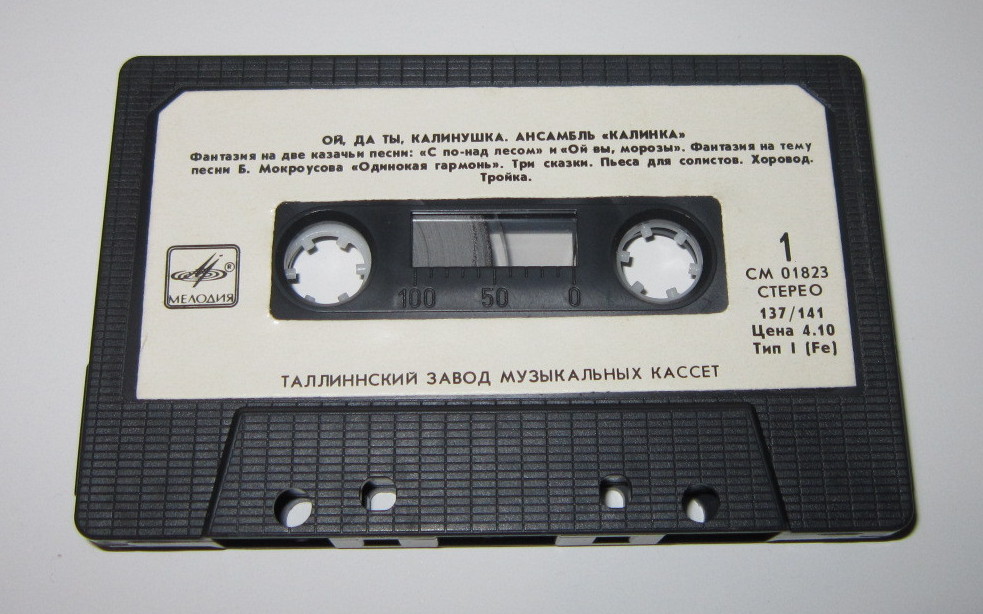 ОЙ, ДА ТЫ, КАЛИНУШКА. АНСАМБЛЬ «КАЛИНКА»
Фантазия на две казачьи песни: «С по-над лесом» и «Ой вы, морозы». Фантазия на тему
песни Б. Мокроусова «Одинокая гармонь». Три сказки. Пьеса для солистов. Хоровод.
Тройка.
®
МЕЛОДИЯ
100 50 0
1
СМ 01823
СТЕРЕО
137/141
Цена 4.10
Тип I (Fe)
ТАЛЛИННСКИЙ ЗАВОД МУЗЫКАЛЬНЫХ КАССЕТ